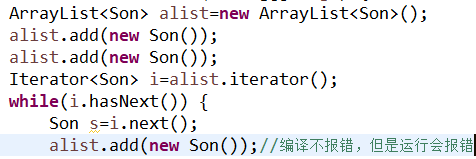 ArrayList<Son> alist=new ArrayList<Son>();
alist.add(new Son());
alist.add(new Son());
Iterator<Son> i=alist.iterator();
while(i.hasNext()) {
Son s=i.next();
alist.add(new Son());//编译不报错，但是运行会报错